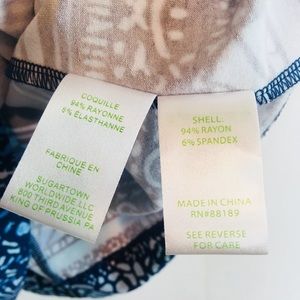 COQUILLE
94% RAYONNE
6% ELASTHANNE
FABRIQUE EN
CHINE
SUGARTOWN
WORLDWIDE,LLC
800 THIRD AVENUE
KING OF PRUSSIA PA
SHELL:
94% RAYON
6% SPANDEX
MADE IN CHINA
RN#88189
SEE REVERSE
FOR CARE